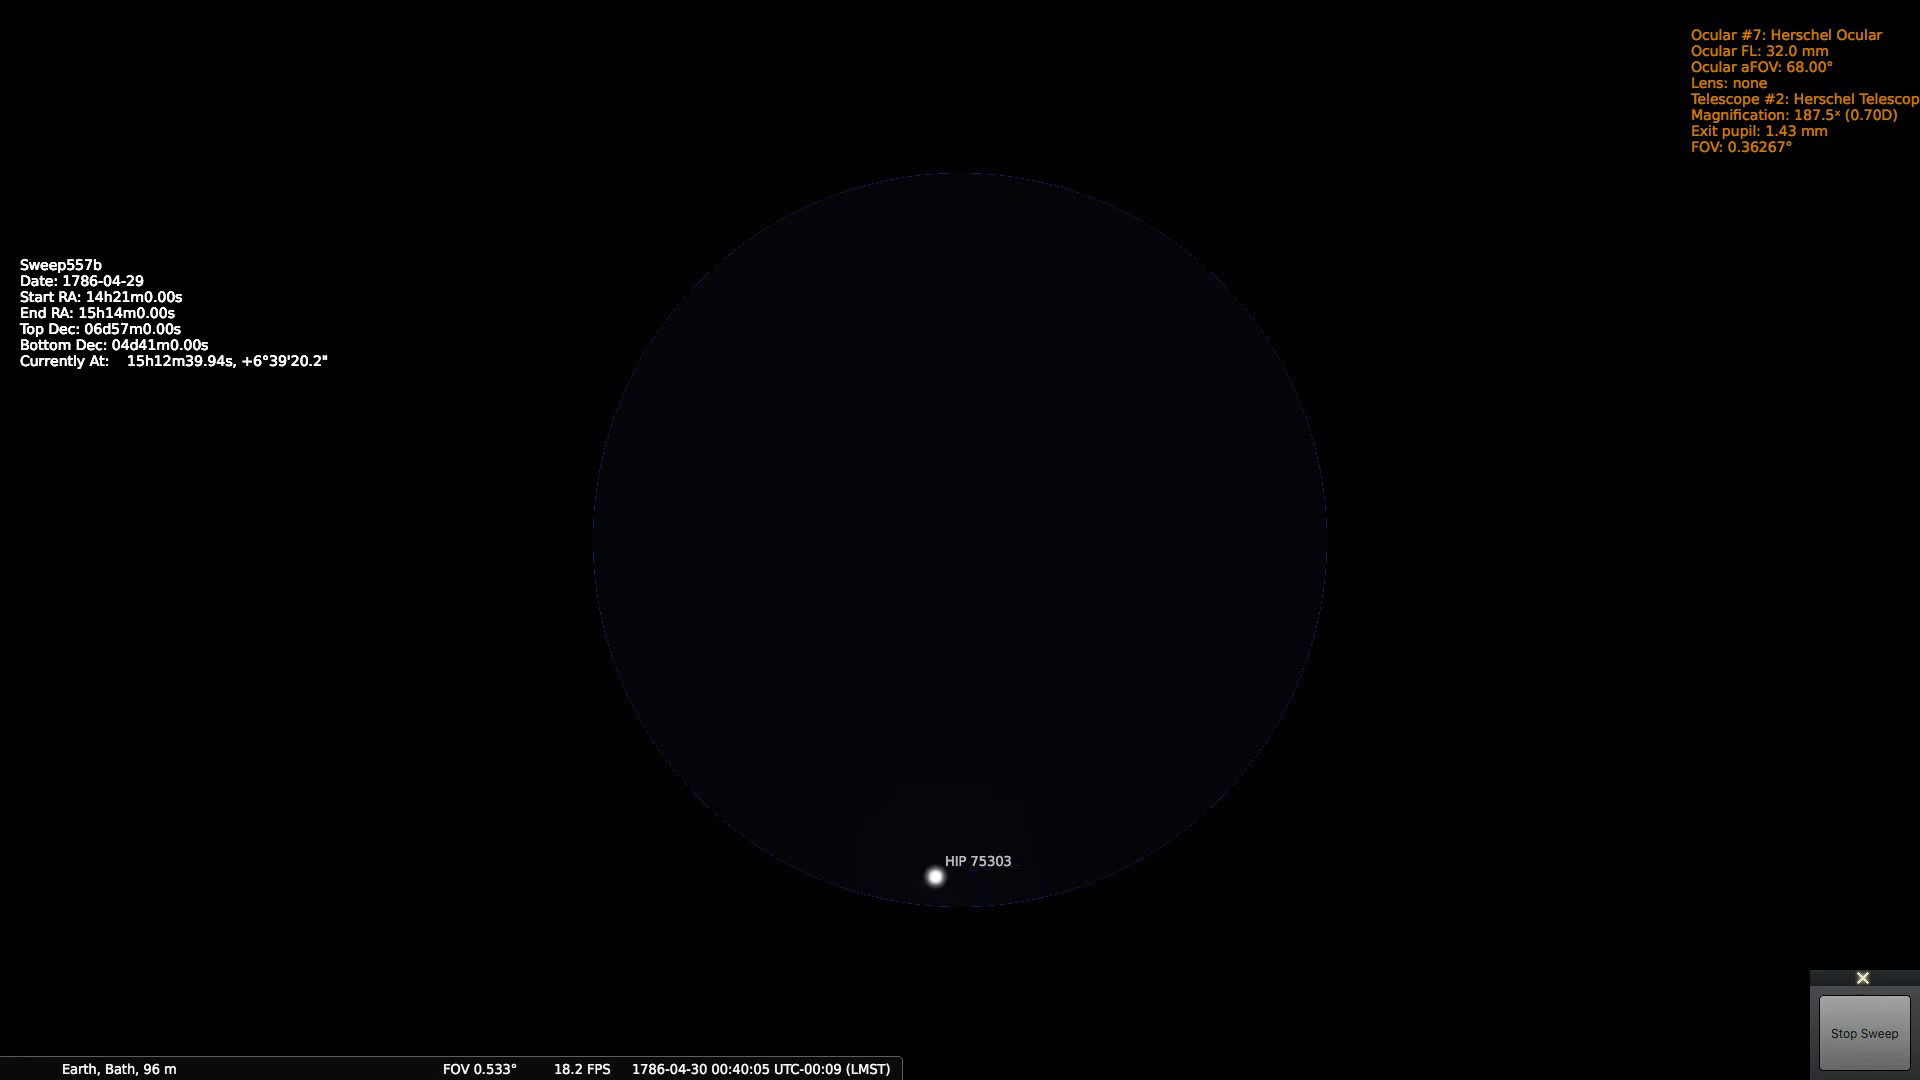 Ocular #7: Herschel Ocular
Ocular FL: 32.0 mm
Ocular aFOV: 68.00°
Lens: none
Telescope #2: Herschel Telescop
Magnification: 187.5ˣ (0.70D)
Exit pupil: 1.43 mm
FOV: 0.36267°
Sweep557b
Date: 1786-04-29
Start RA: 14h21m0.00s
End RA: 15h14m0.00s
Top Dec: 06d57m0.00s
Bottom Dec: 04d41m0.00s
Currently At: 15h12m39.94s, +6°39'20.2"
HIP 75303
Stop Sweep
Earth, Bath, 96 m FOV 0.533° 18.2 FPS 1786-04-30 00:40:05 UTC-00:09 (LMST)